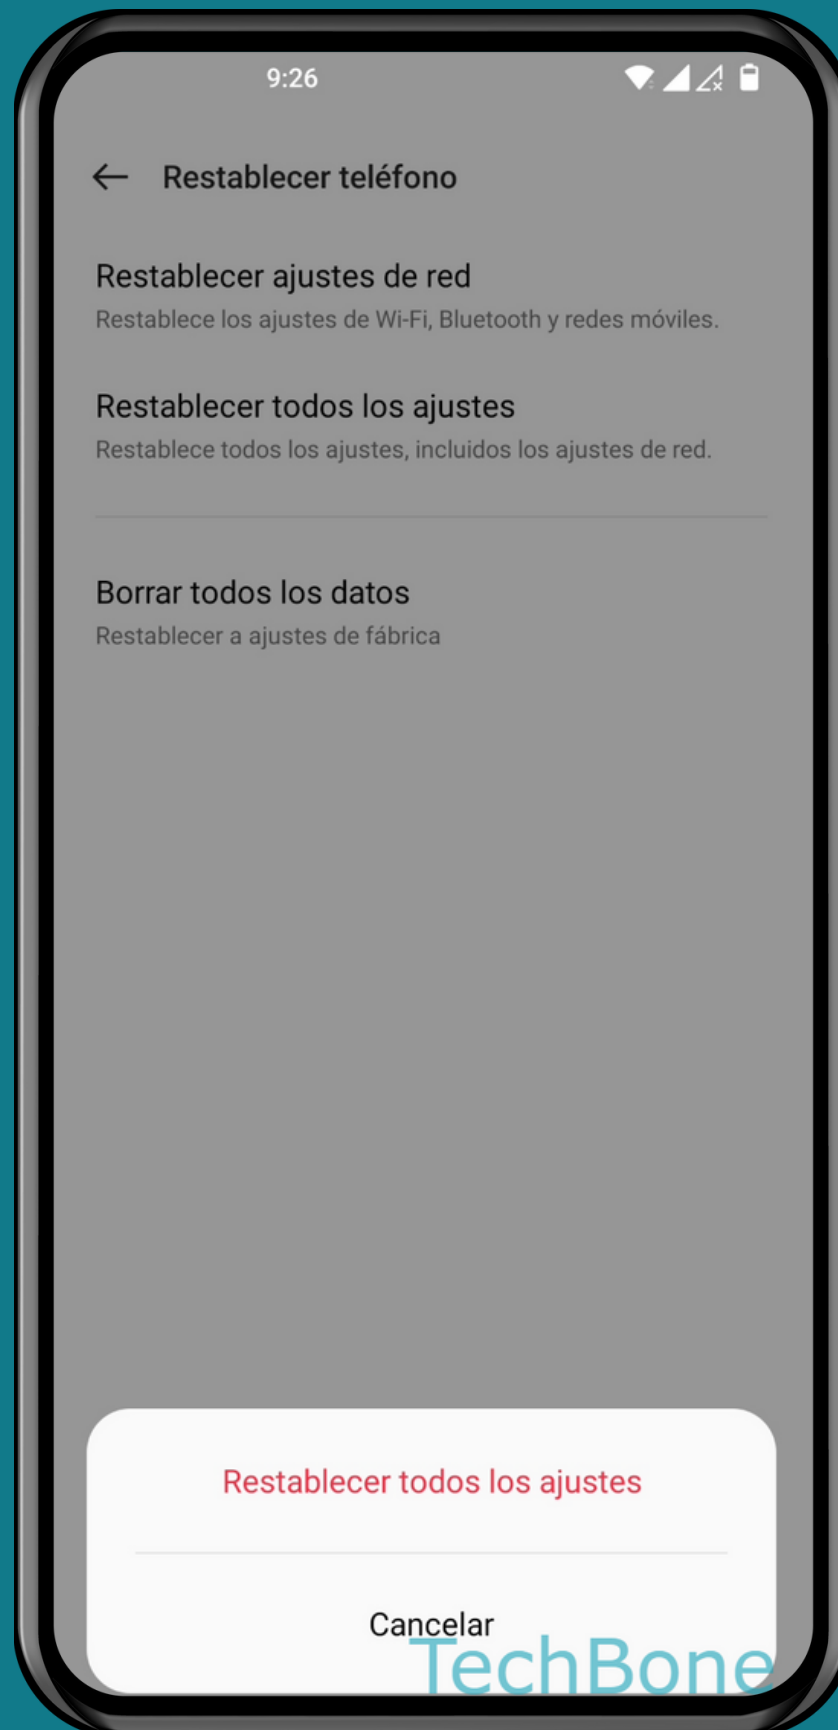 9:26
Restablecer teléfono
Restablecer ajustes de red
Restablece los ajustes de Wi-Fi, Bluetooth y redes móviles.
Restablecer todos los ajustes
Restablece todos los ajustes, incluidos los ajustes de red.
Borrar todos los datos
Restablecer a ajustes de fábrica
Restablecer todos los ajustes
Cancelar
TechBone